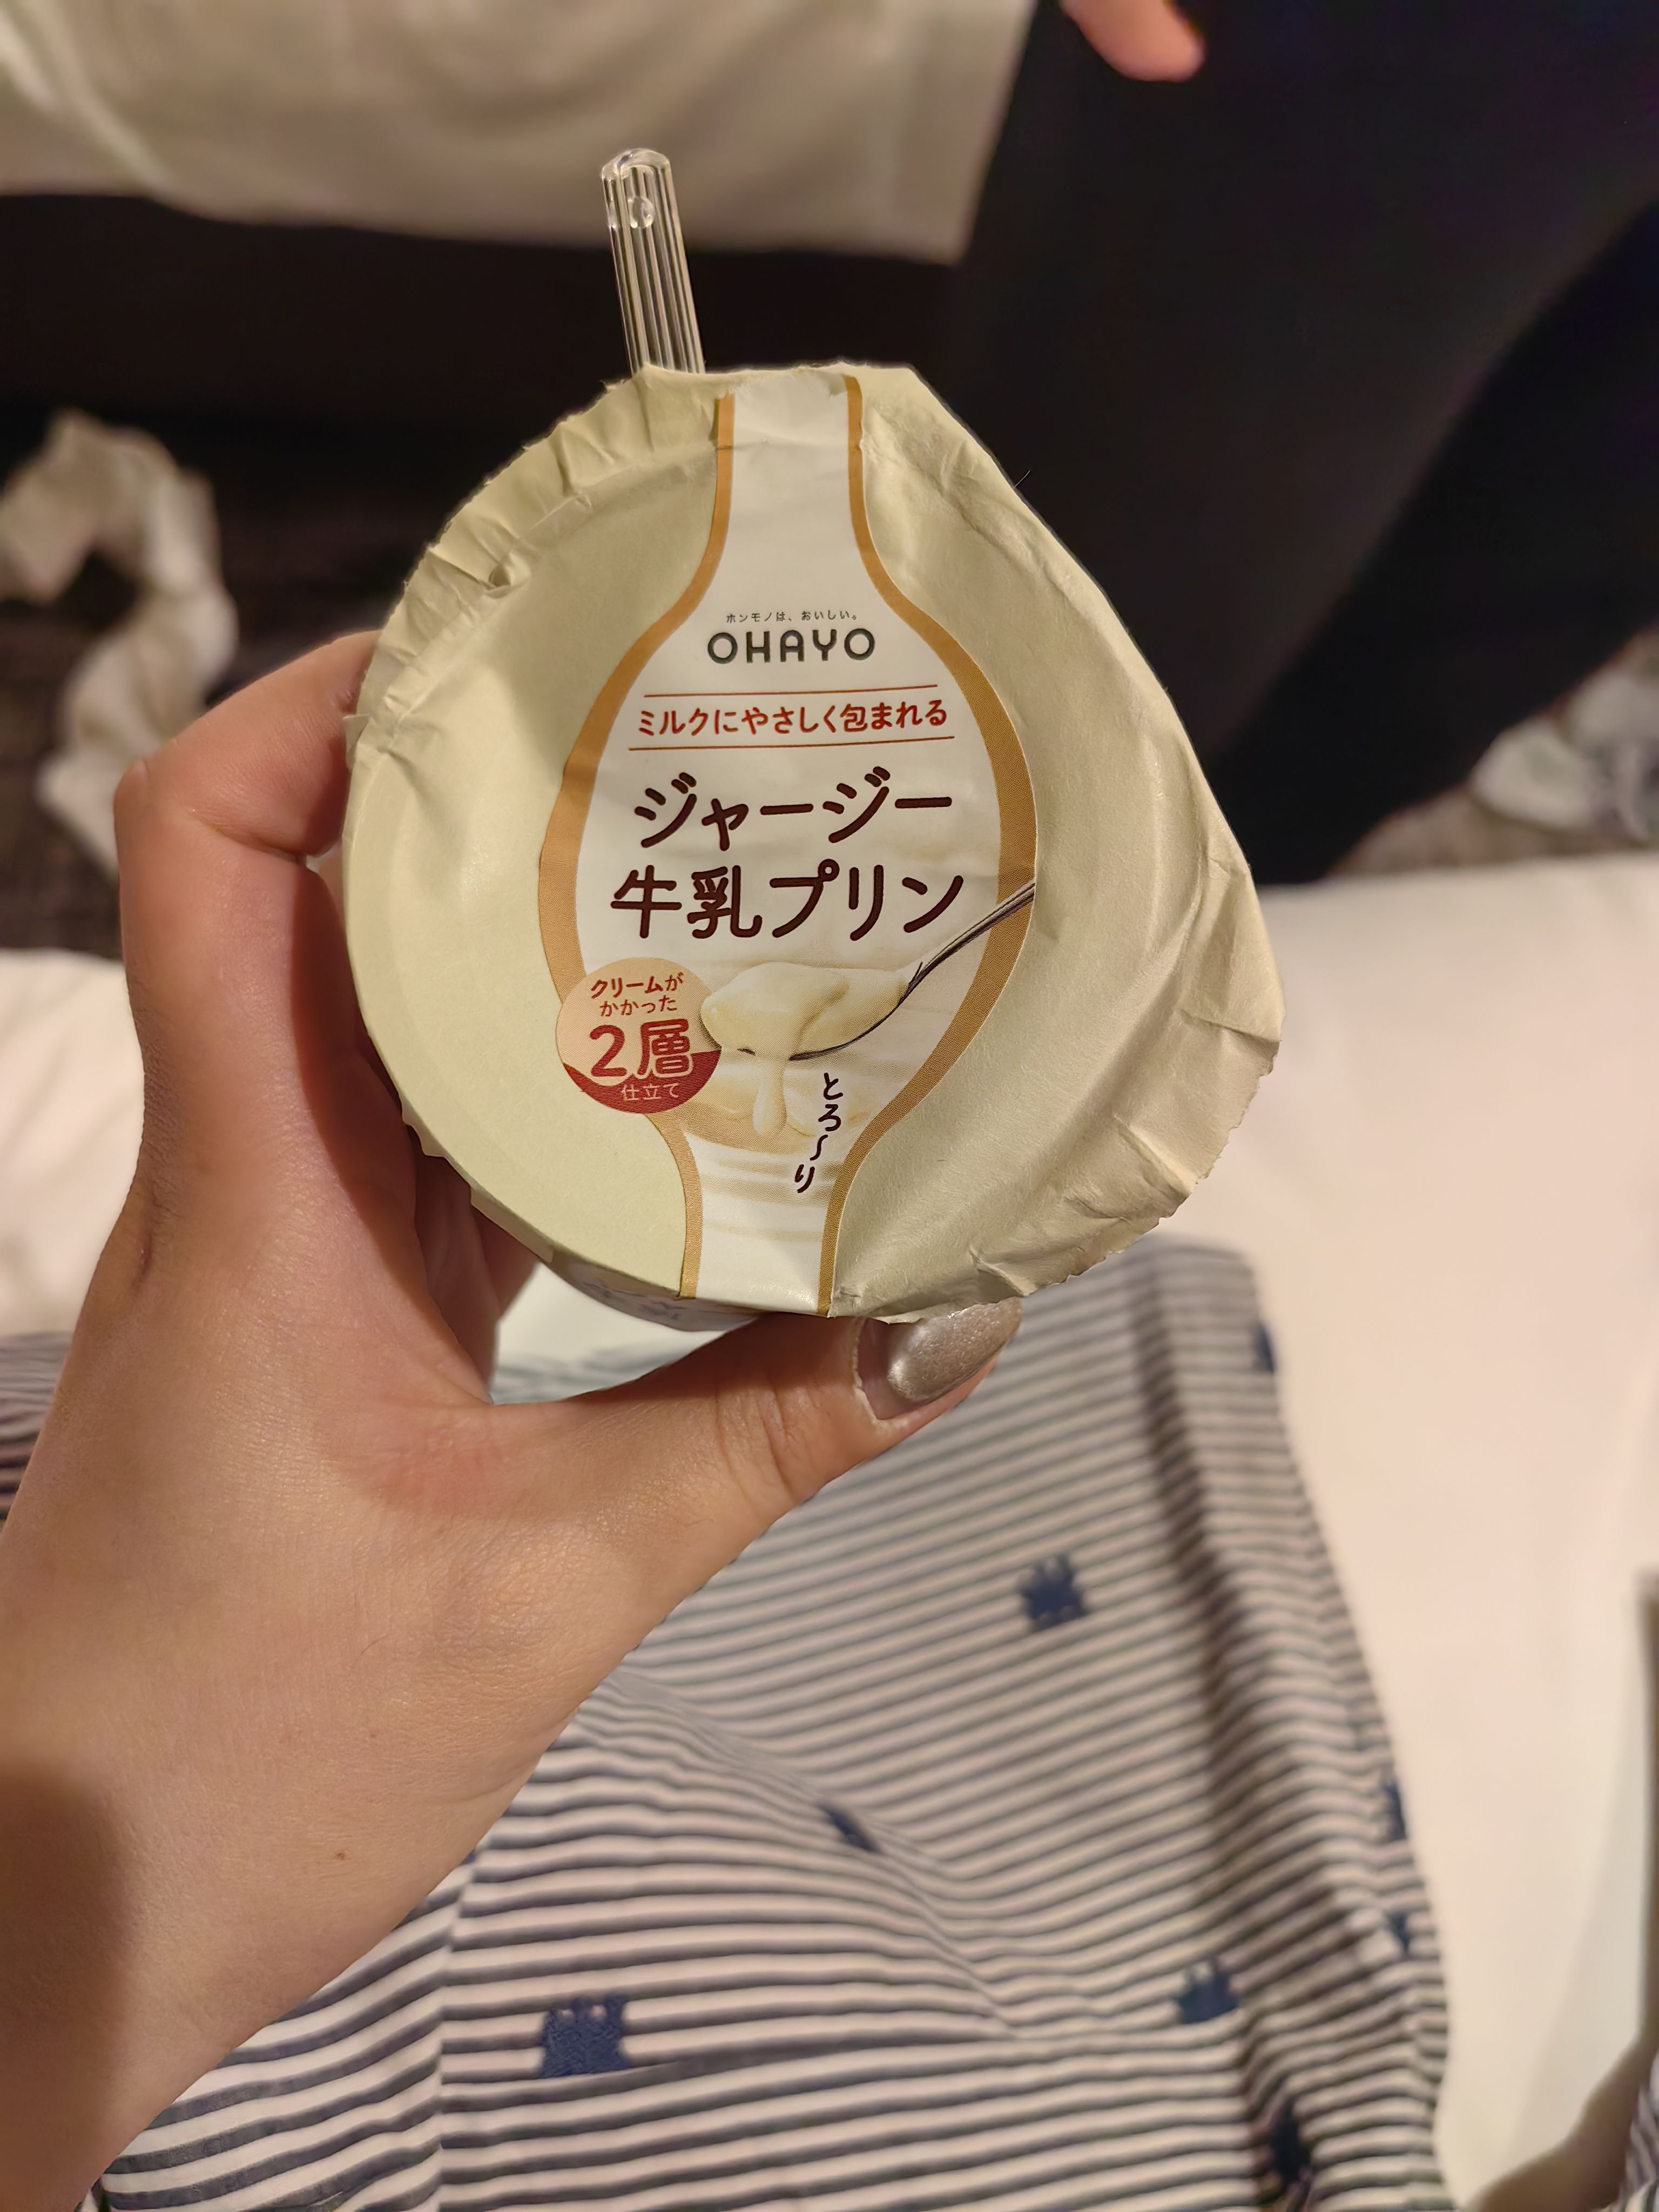 ホンモノは、おいしい。
OHAYO
ミルクにやさしく包まれる
ジャージー
牛乳プリン
クリームが
かかった
2層
仕立て
とろ〜り